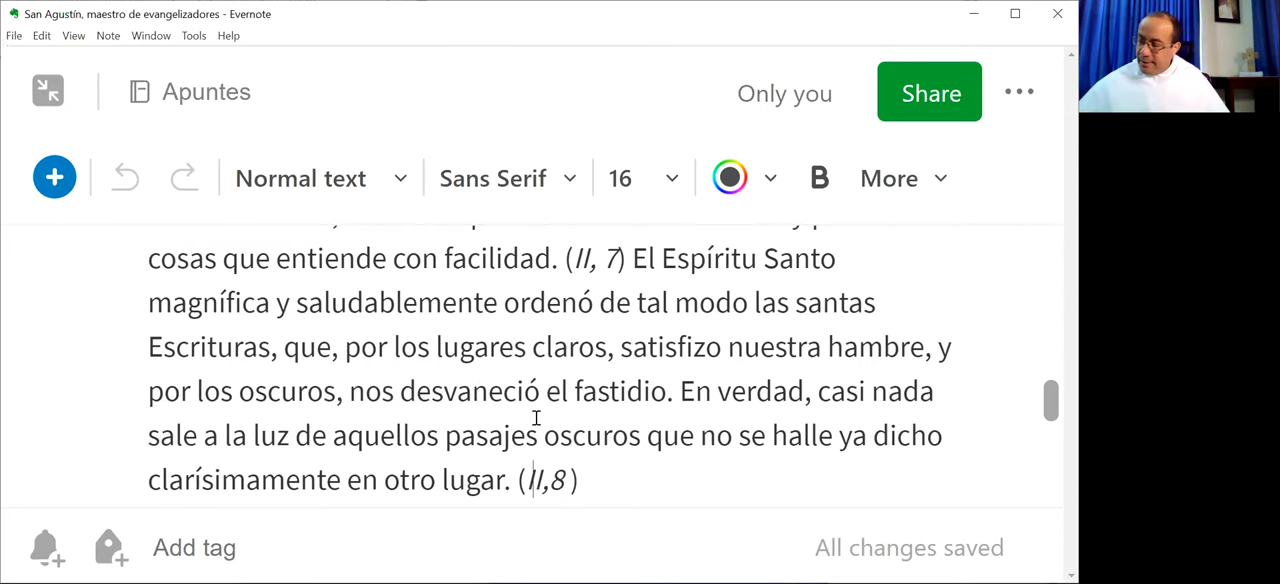 San Agustín, maestro de evangelizadores - Evernote
File Edit View Note Window Tools Help
Apuntes
Only you
Share
Normal text
Sans Serif
16
B
More
cosas que entiende con facilidad. (II, 7) El Espíritu Santo
magnífica y saludablemente ordenó de tal modo las santas
Escrituras, que, por los lugares claros, satisfizo nuestra hambre, y
por los oscuros, nos desvaneció el fastidio. En verdad, casi nada
sale a la luz de aquellos pasajes oscuros que no se halle ya dicho
clarísimamente en otro lugar. (II,8 )
Add tag
All changes saved